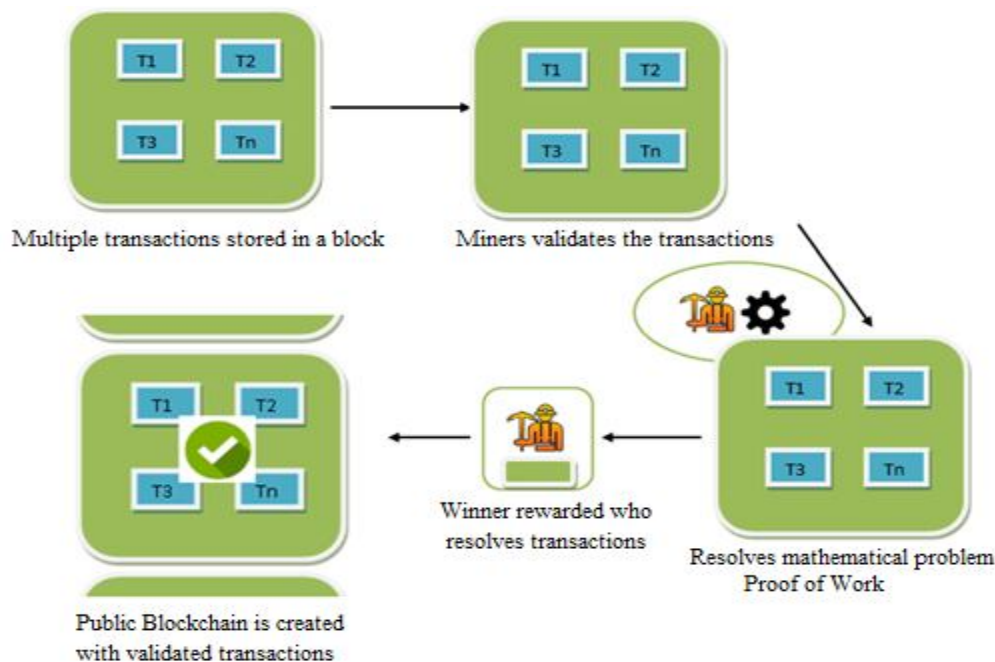 T1 T2
T3 Tn
Multiple transactions stored in a block
T1 T2
T3 Tn
Miners validates the transactions
T1 T2
T3 Tn
Resolves mathematical problem
Proof of Work
Winner rewarded who
resolves transactions
T1 T2
T3 Tn
Public Blockchain is created
with validated transactions